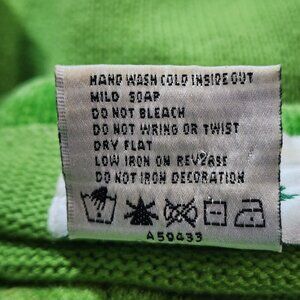 HAND WASH COLD INSIDE OUT
MILD SOAP
DO NOT BLEACH
DO NOT WRING OR TWIST
DRY FLAT
LOW IRON ON REVERSE
DO NOT IRON DECORATION
A50433